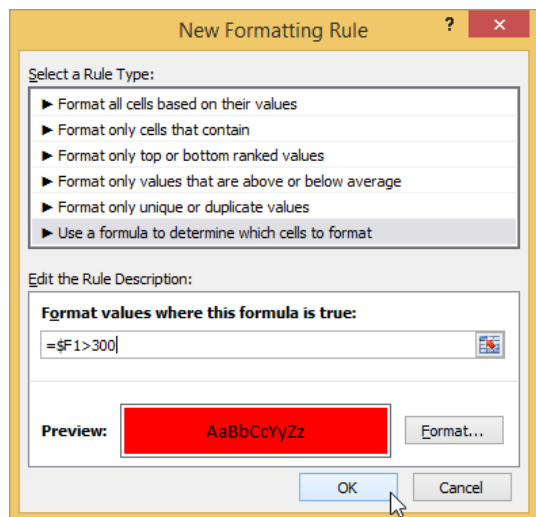 New Formatting Rule ? ×
Select a Rule Type:
► Format all cells based on their values
► Format only cells that contain
► Format only top or bottom ranked values
► Format only values that are above or below average
► Format only unique or duplicate values
► Use a formula to determine which cells to format
Edit the Rule Description:
Format values where this formula is true:
=$F1>300
Preview: AaBbCcYyZz Format...
OK Cancel